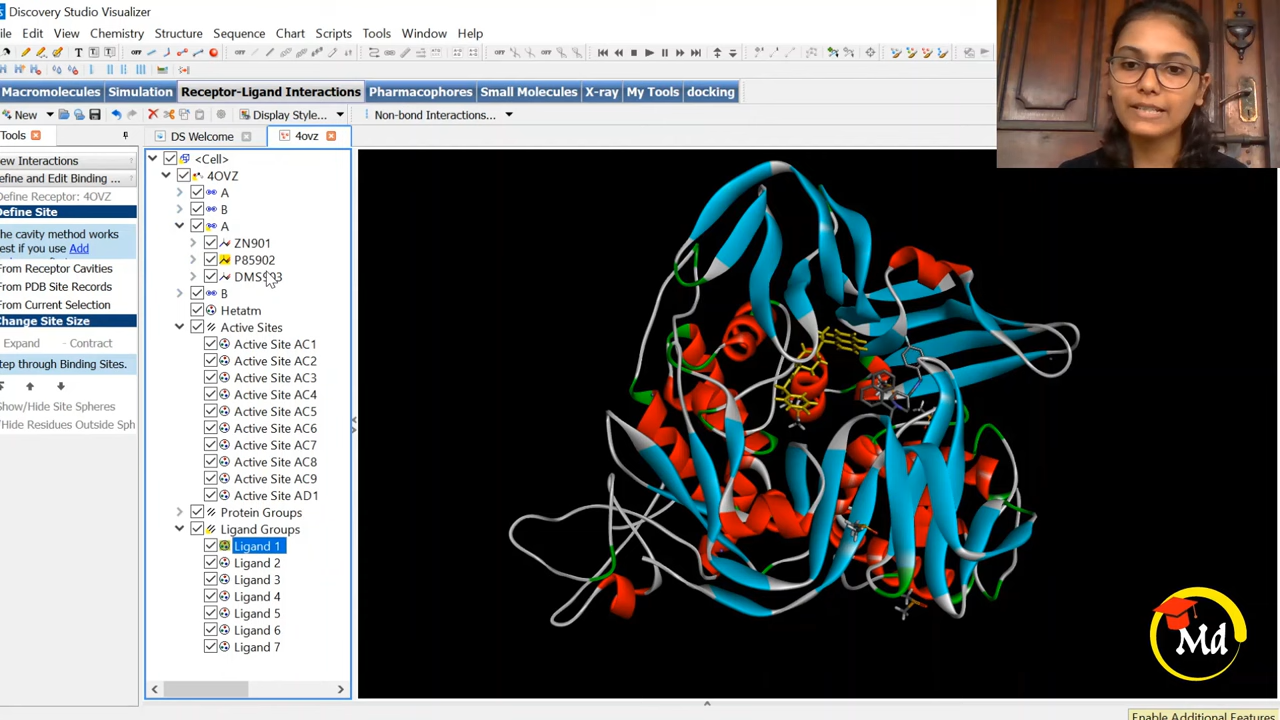 Discovery Studio Visualizer
le Edit View Chemistry Structure Sequence Chart Scripts Tools Window Help
Macromolecules Simulation Receptor-Ligand Interactions Pharmacophores Small Molecules X-ray My Tools docking
New Display Style... Non-bond Interactions...
Tools DS Welcome 4ovz
ew Interactions
efine and Edit Binding ...
Define Receptor: 4OVZ
Define Site
The cavity method works
est if you use Add
From Receptor Cavities
From PDB Site Records
From Current Selection
Change Site Size
Expand - Contract
tep through Binding Sites.
Show/Hide Site Spheres
/Hide Residues Outside Sph
<Cell>
4OVZ
A
B
A
ZN901
P85902
B
Hetatm
Active Sites
Active Site AC1
Active Site AC2
Active Site AC3
Active Site AC4
Active Site AC5
Active Site AC6
Active Site AC7
Active Site AC8
Active Site AC9
Active Site AD1
Protein Groups
Ligand Groups
Ligand 1
Ligand 2
Ligand 3
Ligand 4
Ligand 5
Ligand 6
Ligand 7
Md
Enable Additional Features